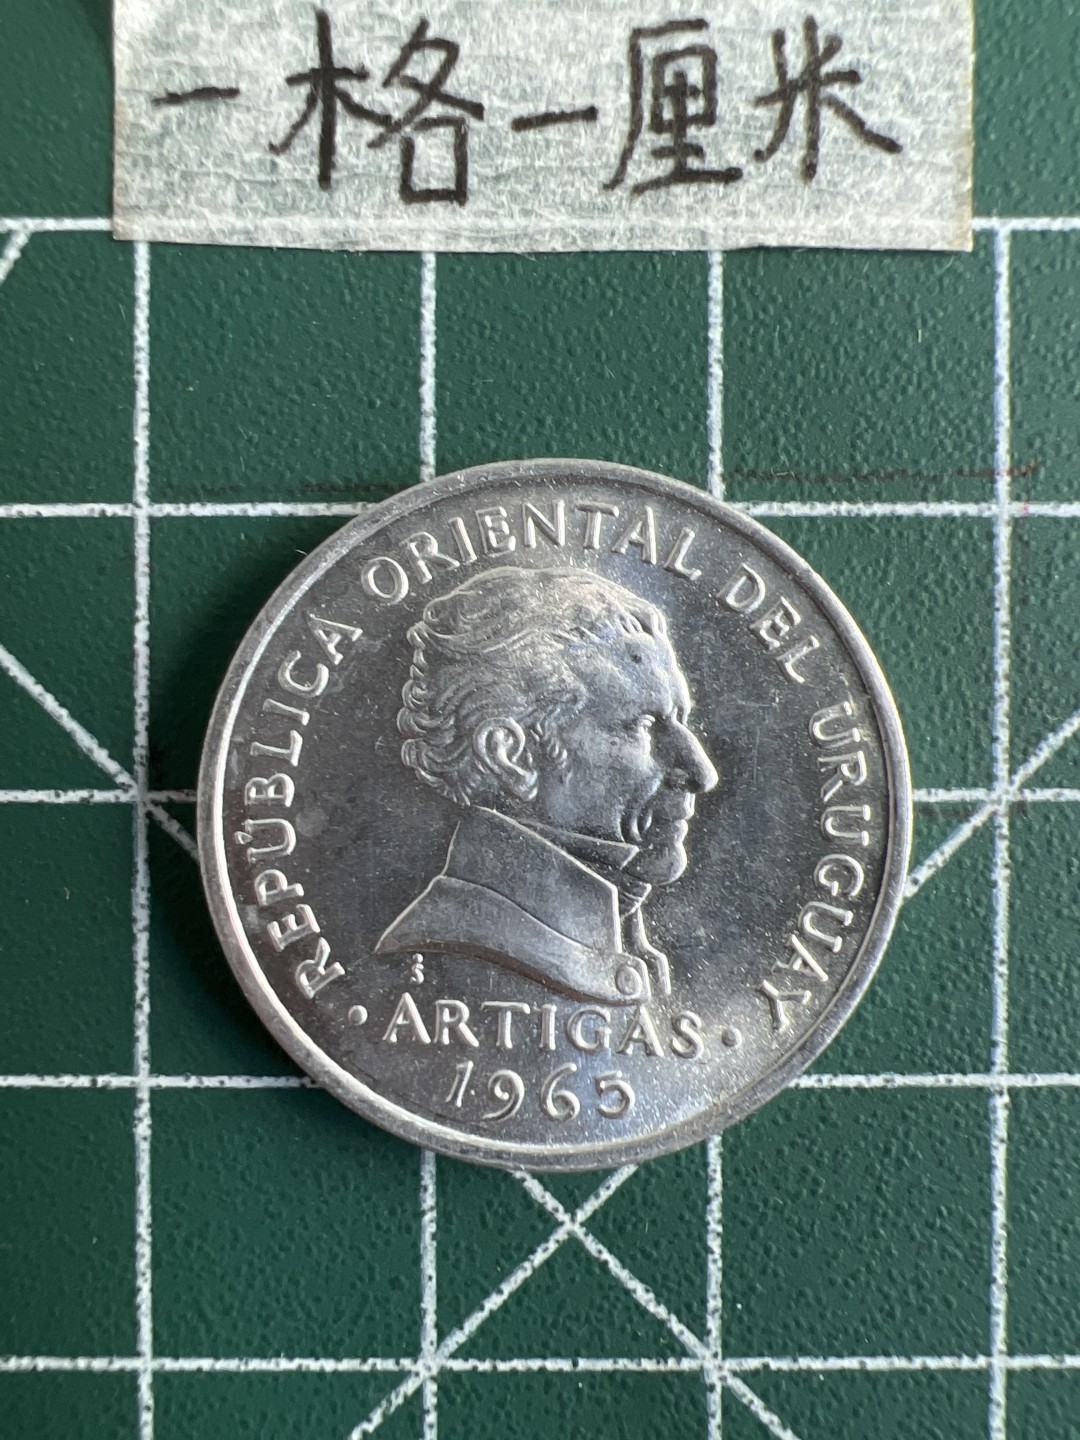 一格一厘米
REPÚBLICA ORIENTAL DEL URUGUAY
·ARTIGAS·
1965